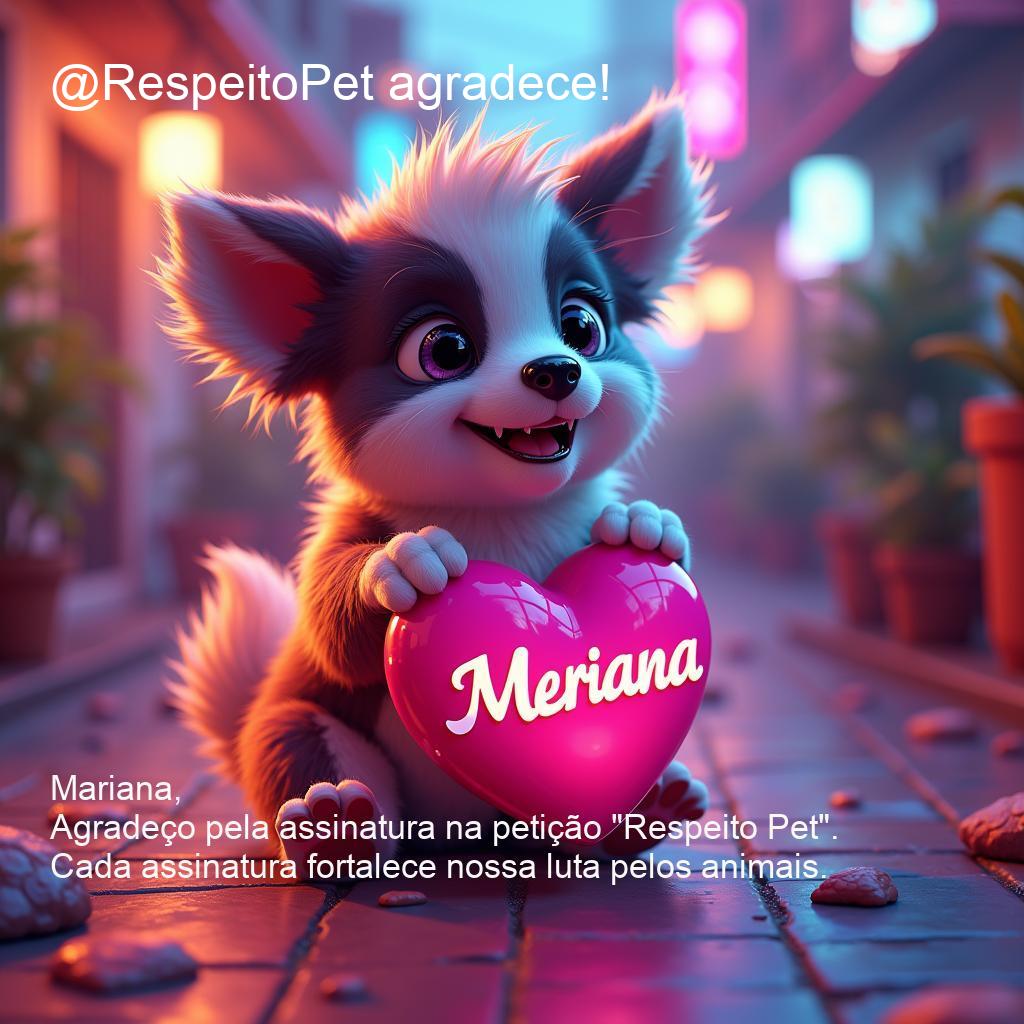 @RespeitoPet agradece!
Meriana
Mariana,
Agradeço pela assinatura na petição "Respeito Pet".
Cada assinatura fortalece nossa luta pelos animais.